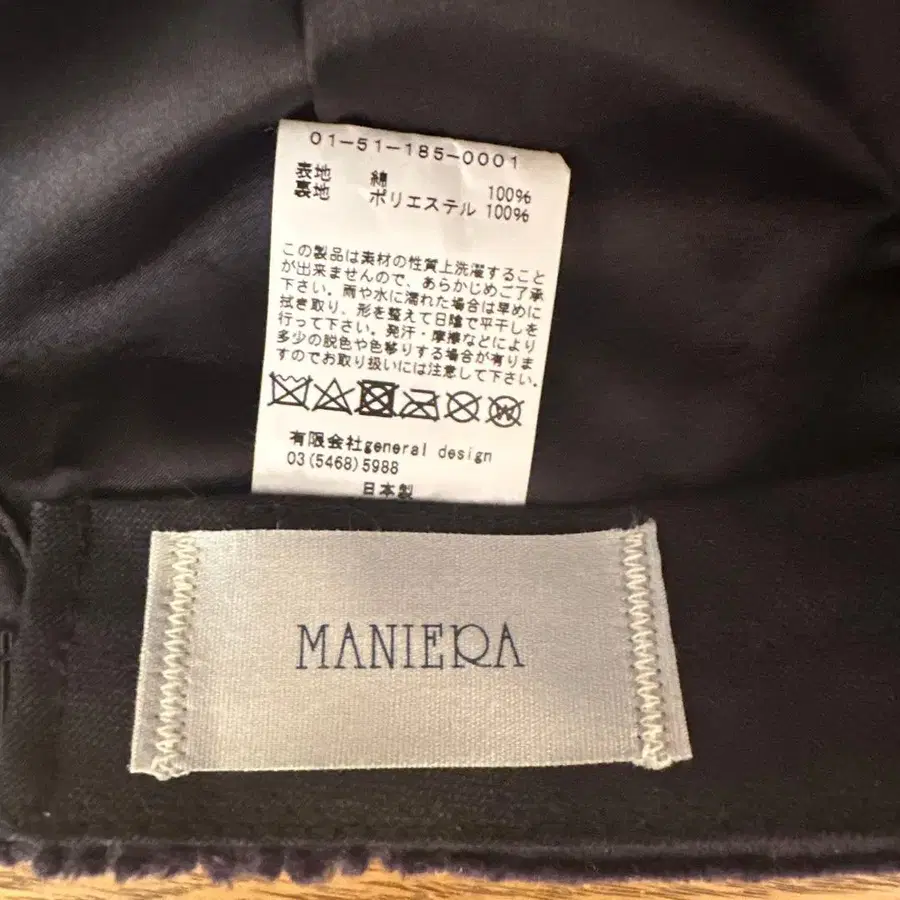 01-51-185-0001
表地 綿 100%
裏地 ポリエステル 100%
この製品は素材の性質上洗濯すること
が出来ませんので、あらかじめご了承
下さい。雨や水に濡れた場合は早めに
拭き取り、形を整えて日陰で平干しを
行って下さい。発汗・摩擦などにより
多少の脱色や色移りする場合が有りま
すのでお取り扱いには注意して下さい。
W
有限会社general design
03(5468)5988
日本製
MANIERA